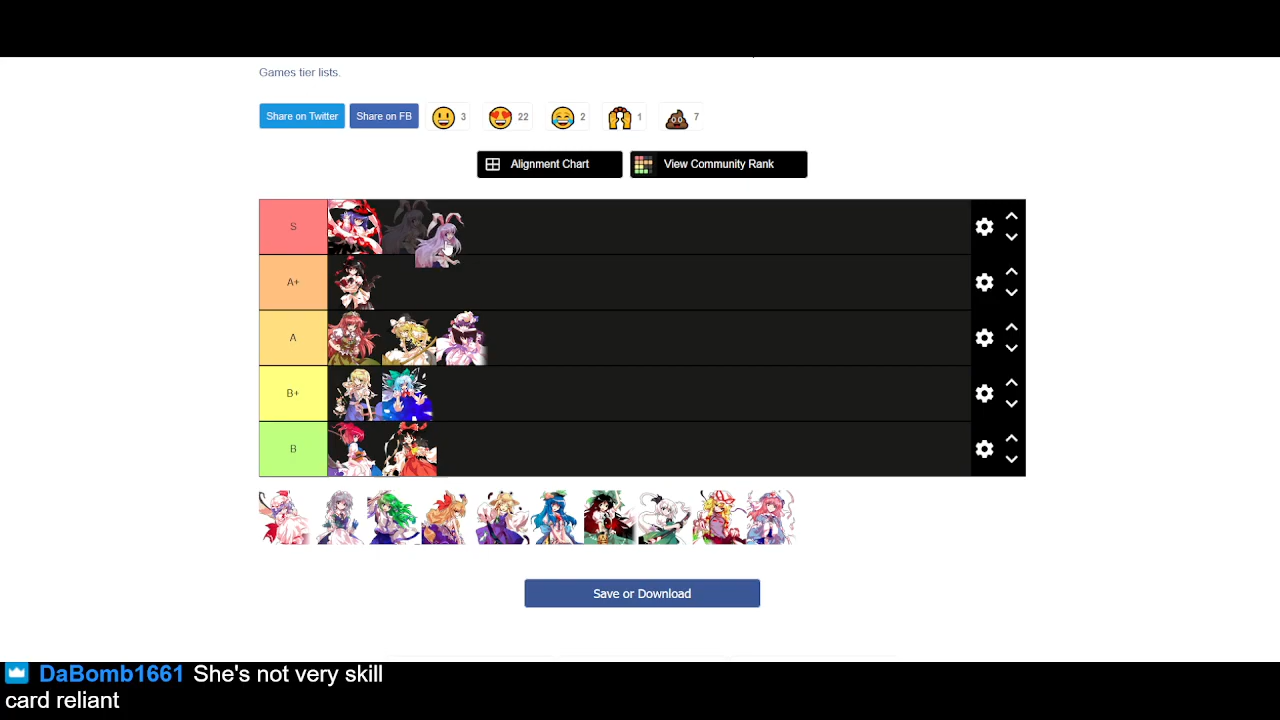 Games tier lists.
Share on Twitter
Share on FB
3
22
2
1
7
Alignment Chart
View Community Rank
S
A+
A
B+
B
Save or Download
DaBomb1661 She's not very skill
card reliant